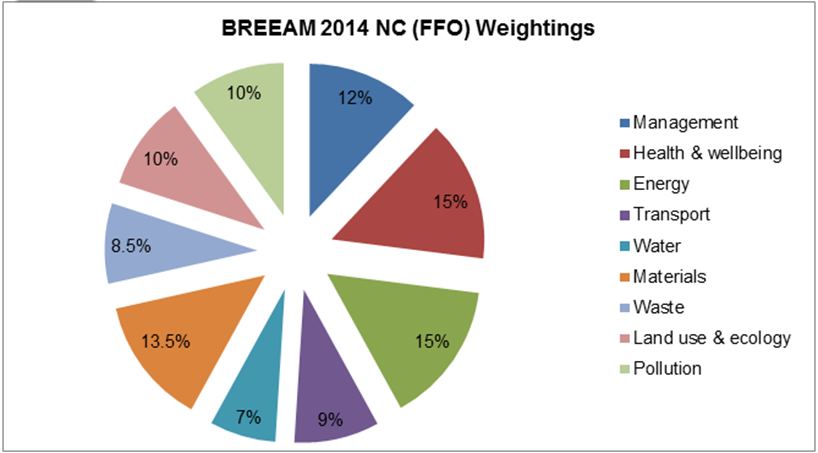 BREEAM 2014 NC (FFO) Weightings
12%
15%
15%
9%
7%
13.5%
8.5%
10%
10%
Management
Health & wellbeing
Energy
Transport
Water
Materials
Waste
Land use & ecology
Pollution